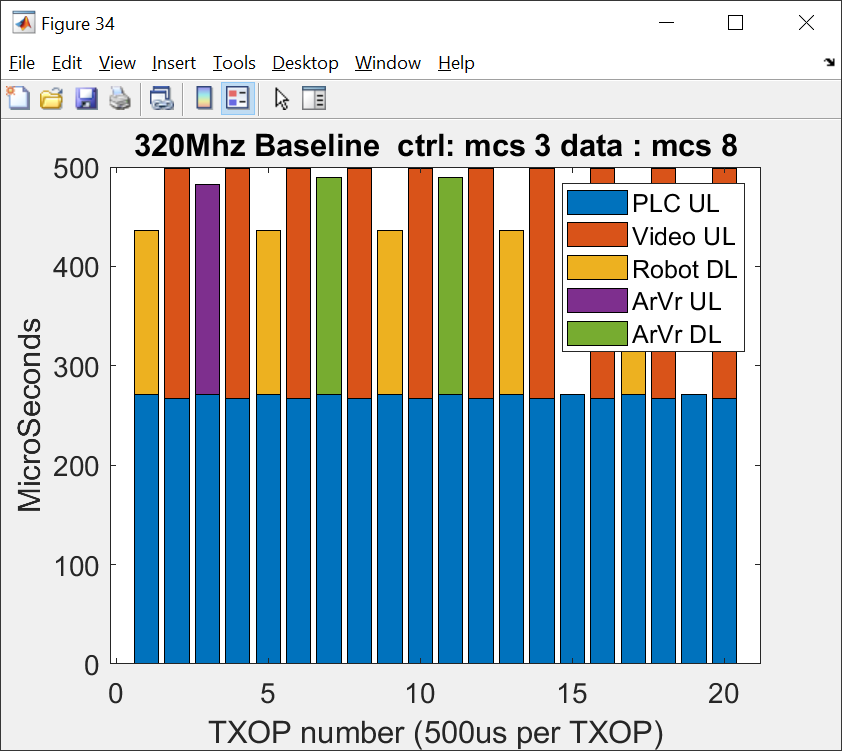 Figure 34
File Edit View Insert Tools Desktop Window Help
320Mhz Baseline  ctrl: mcs 3 data : mcs 8
500
400
300
200
100
0
MicroSeconds
PLC UL
Video UL
Robot DL
ArVr UL
ArVr DL
0 5 10 15 20
TXOP number (500us per TXOP)